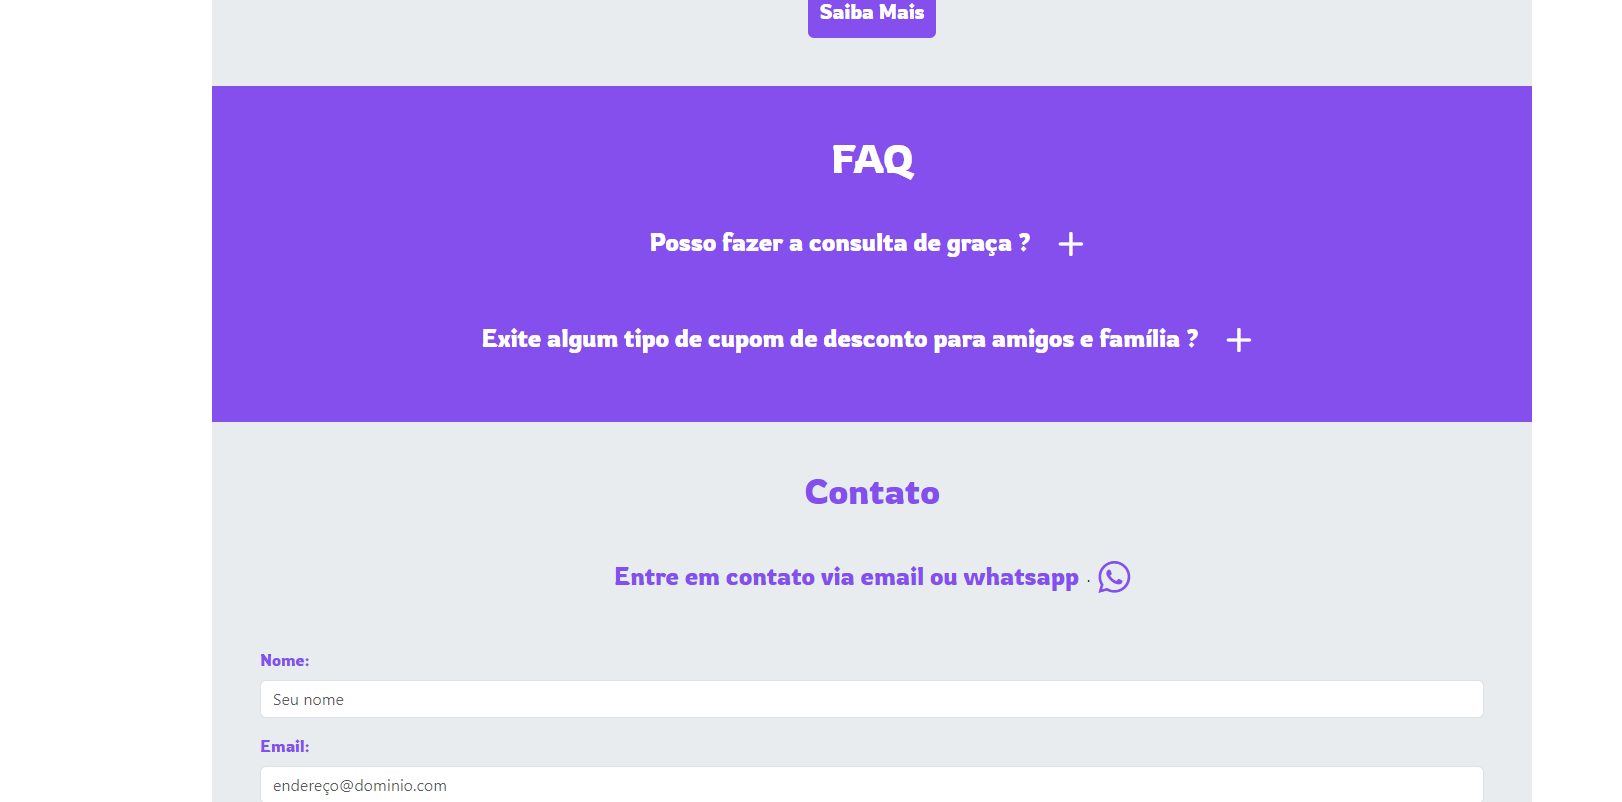 Saiba Mais
FAQ
Posso fazer a consulta de graça ?
Exite algum tipo de cupom de desconto para amigos e família ?
Contato
Entre em contato via email ou whatsapp .
Nome:
Seu nome
Email:
endereço@dominio.com